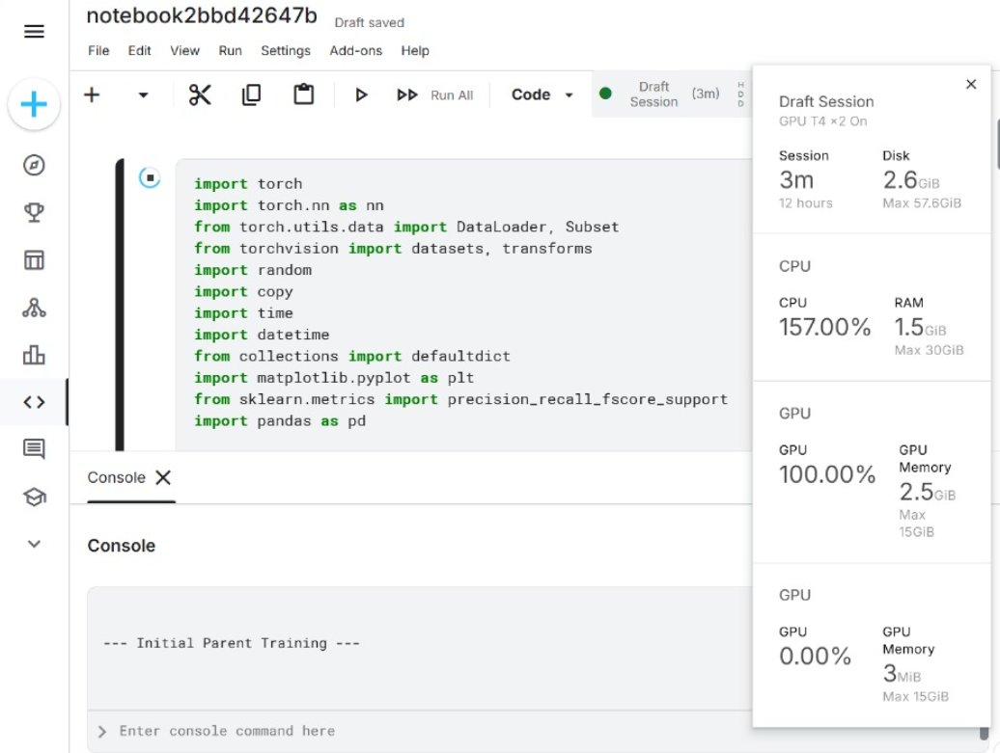 notebook2bbd42647b Draft saved
File Edit View Run Settings Add-ons Help
Run All Code Draft Session (3m) HDD
import torch
import torch.nn as nn
from torch.utils.data import DataLoader, Subset
from torchvision import datasets, transforms
import random
import copy
import time
import datetime
from collections import defaultdict
import matplotlib.pyplot as plt
from sklearn.metrics import precision_recall_fscore_support
import pandas as pd
Console
Console
--- Initial Parent Training ---
Enter console command here
Draft Session
GPU T4 ×2 On
Session Disk
3m 2.6GiB
12 hours Max 57.6GiB
CPU
CPU RAM
157.00% 1.5GiB
Max 30GiB
GPU
GPU GPU
Memory
100.00% 2.5GiB
Max
15GiB
GPU
GPU GPU
Memory
0.00% 3MiB
Max 15GiB